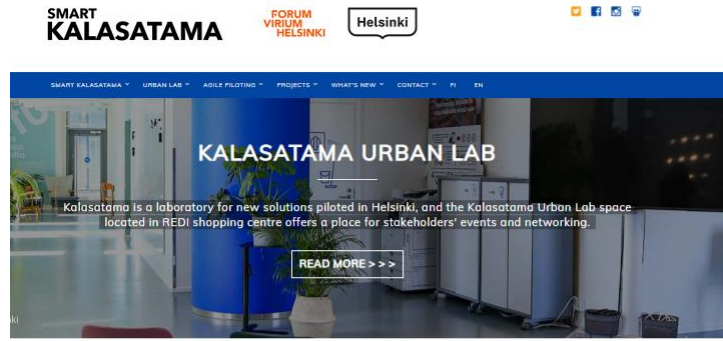 SMART
KALASATAMA
FORUM
VIRIUM
HELSINKI
Helsinki
SMART KALASATAMA URBAN LAB AGILE PILOTING PROJECTS WHAT'S NEW CONTACT FI EN
KALASATAMA URBAN LAB
Kalasatama is a laboratory for new solutions piloted in Helsinki, and the Kalasatama Urban Lab space
located in REDI shopping centre offers a place for stakeholders' events and networking.
READ MORE > > >